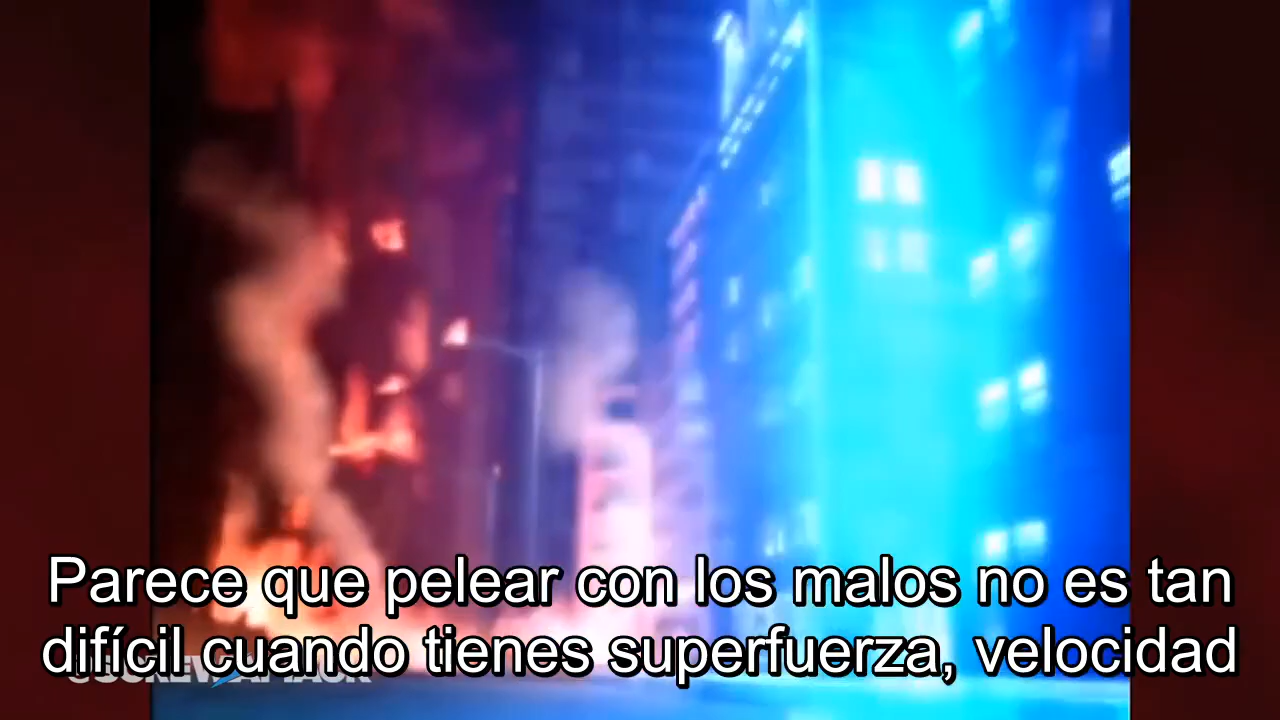 Parece que pelear con los malos no es tan
difícil cuando tienes superfuerza, velocidad